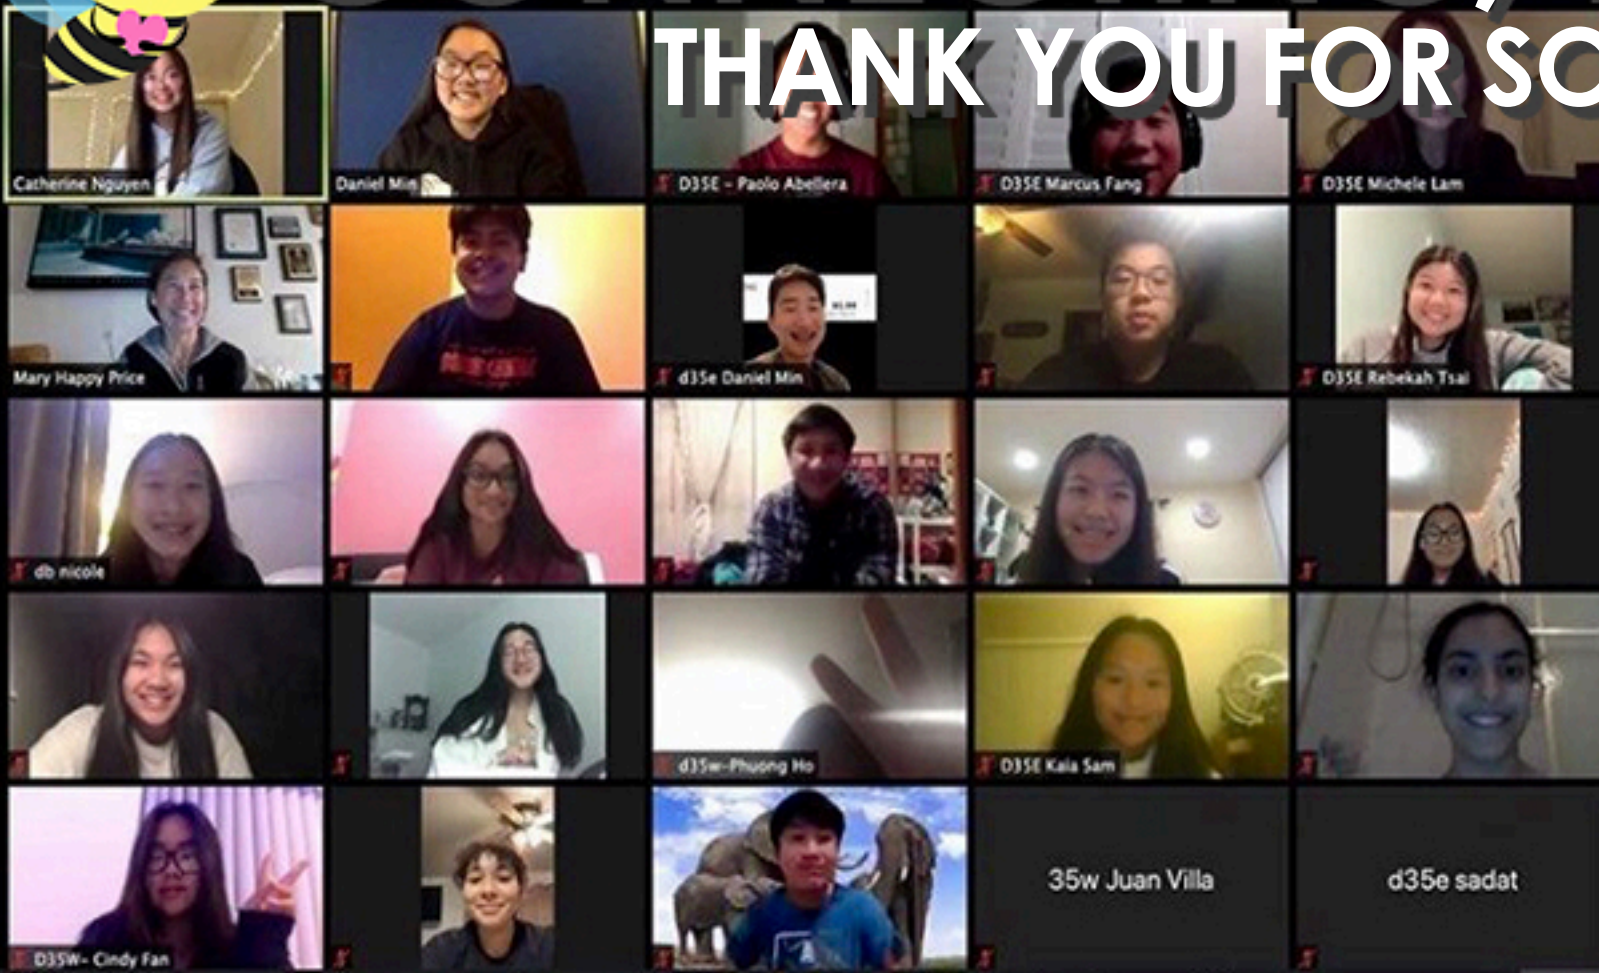 THANK YOU FOR SO
Catherine Nguyen
Daniel Min
D35E - Paolo Abellera
D35E Marcus Fang
D35E Michele Lam
Mary Happy Price
d35e Daniel Min
D35E Rebekah Tsai
db nicole
d35w-Phuong Ho
D35E Kaia Sam
D35W- Cindy Fan
35w Juan Villa
d35e sadat